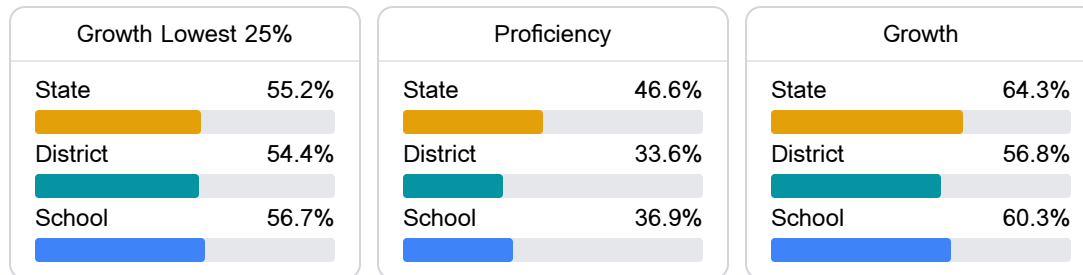 Growth Lowest 25%
State 55.2%
District 54.4%
School 56.7%
Proficiency
State 46.6%
District 33.6%
School 36.9%
Growth
State 64.3%
District 56.8%
School 60.3%